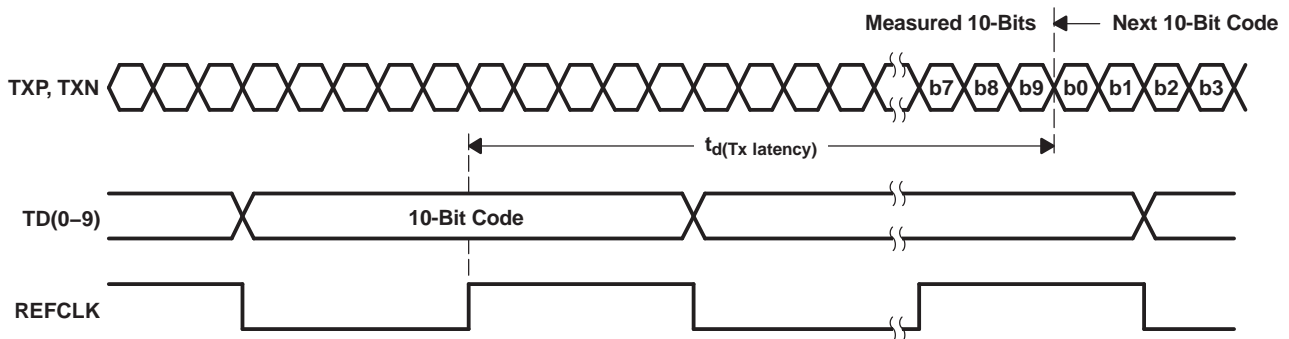 Measured 10-Bits
Next 10-Bit Code
TXP, TXN
b7 b8 b9 b0 b1 b2 b3
td(Tx latency)
TD(0–9)
10-Bit Code
REFCLK